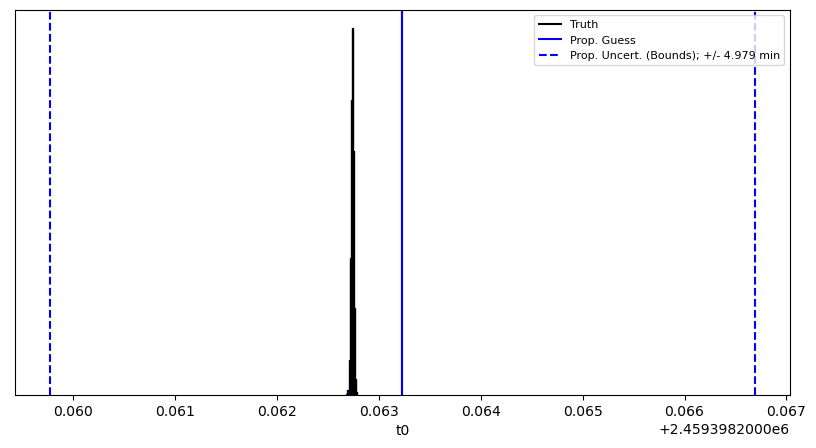 Truth
Prop. Guess
Prop. Uncert. (Bounds); +/- 4.979 min
0.060 0.061 0.062 0.063 0.064 0.065 0.066 0.067
t0
+2.4593982000e6